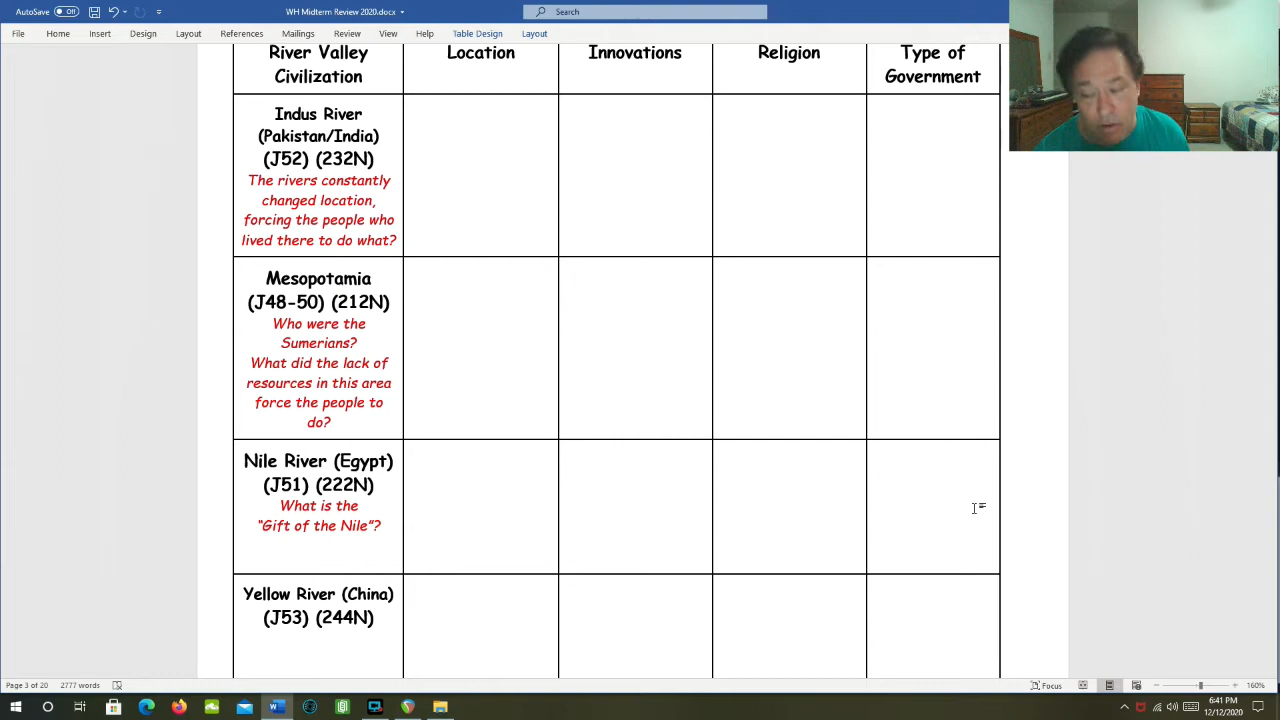 AutoSave Off
WH Midterm Review 2020.docx
Search
File Home Insert Design Layout References Mailings Review View Help Table Design Layout
River Valley
Civilization
Location
Innovations
Religion
Type of
Government
Indus River
(Pakistan/India)
(J52) (232N)
The rivers constantly
changed location,
forcing the people who
lived there to do what?
Mesopotamia
(J48-50) (212N)
Who were the
Sumerians?
What did the lack of
resources in this area
force the people to
do?
Nile River (Egypt)
(J51) (222N)
What is the
"Gift of the Nile"?
Yellow River (China)
(J53) (244N)
Page 3 of 20 2777 words
Focus
160%
6:41 PM
12/12/2020